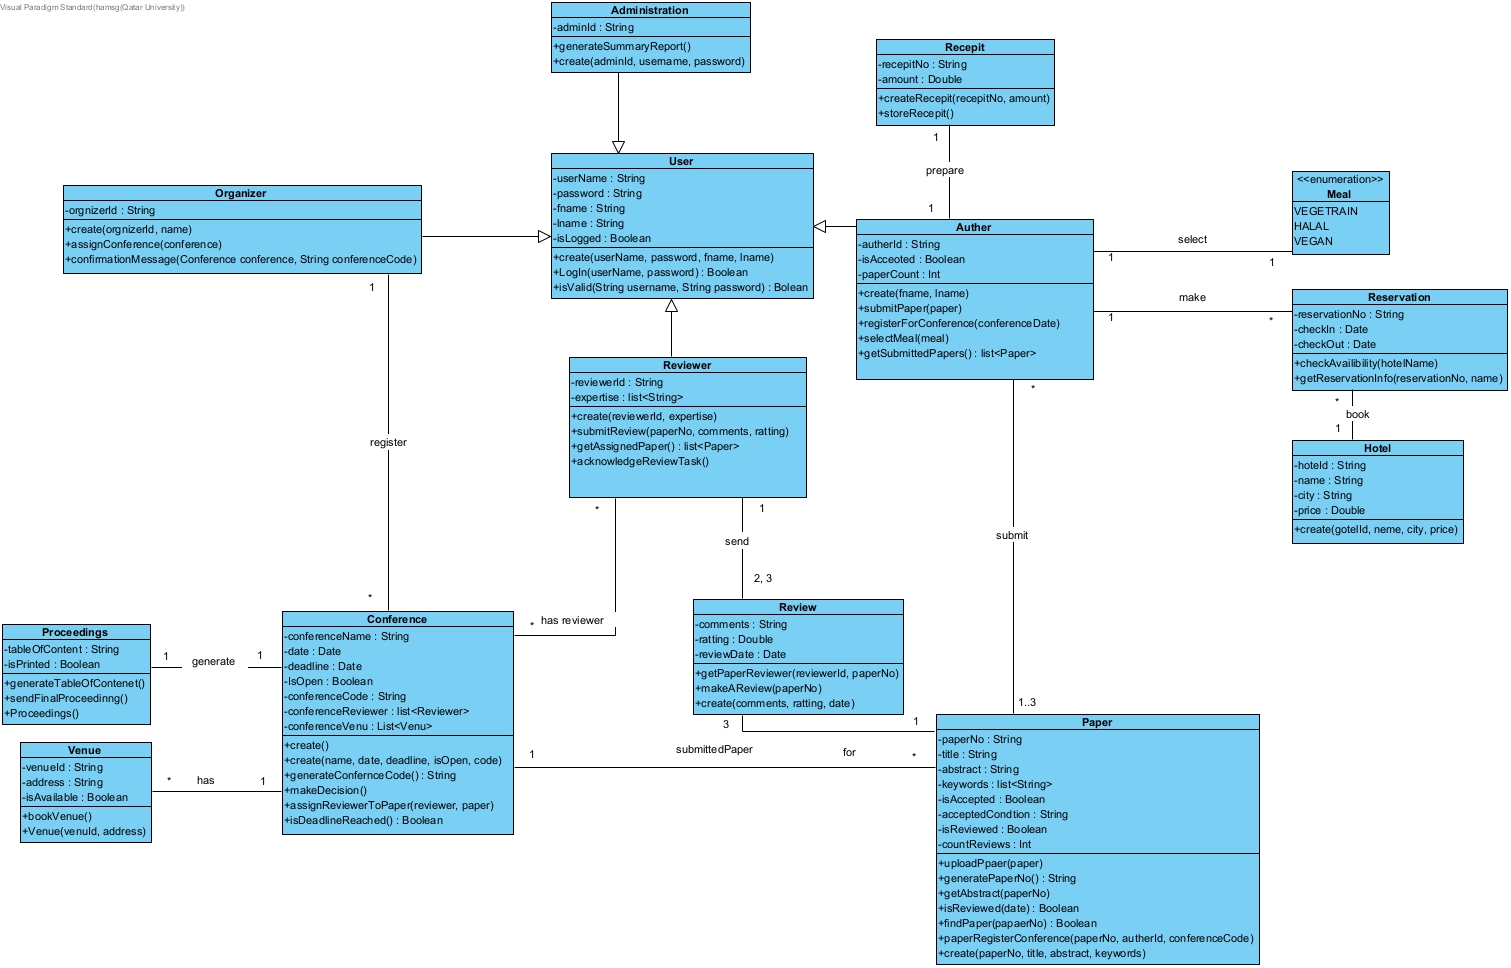 Visual Paradigm Standard(hamsg(Qatar University))
Administration
-adminId : String
+generateSummaryReport()
+create(adminId, username, password)
Recepit
-recepitNo : String
-amount : Double
+createRecepit(recepitNo, amount)
+storeRecepit()
1
prepare
1
User
-userName : String
-password : String
-fname : String
-lname : String
-isLogged : Boolean
+create(userName, password, fname, lname)
+LogIn(userName, password) : Boolean
+isValid(String username, String password) : Bolean
Organizer
-orgnizerId : String
+create(orgnizerId, name)
+assignConference(conference)
+confirmationMessage(Conference conference, String conferenceCode)
1
register
*
Auther
-autherId : String
-isAcceoted : Boolean
-paperCount : Int
+create(fname, lname)
+submitPaper(paper)
+registerForConference(conferenceDate)
+selectMeal(meal)
+getSubmittedPapers() : list<Paper>
<<enumeration>>
Meal
VEGETRAIN
HALAL
VEGAN
select
1
1
make
1
*
Reservation
-reservationNo : String
-checkIn : Date
-checkOut : Date
+checkAvailibility(hotelName)
+getReservationInfo(reservationNo, name)
*
book
1
Hotel
-hoteId : String
-name : String
-city : String
-price : Double
+create(gotelId, neme, city, price)
Reviewer
-reviewerId : String
-expertise : list<String>
+create(reviewerId, expertise)
+submitReview(paperNo, comments, ratting)
+getAssignedPaper() : list<Paper>
+acknowledgeReviewTask()
*
has reviewer
*
1
send
2, 3
*
submit
1..3
Review
-comments : String
-ratting : Double
-reviewDate : Date
+getPaperReviewer(reviewerId, paperNo)
+makeAReview(paperNo)
+create(comments, ratting, date)
3
1
for
Proceedings
-tableOfContent : String
-isPrinted : Boolean
+generateTableOfContenet()
+sendFinalProceedinng()
+Proceedings()
1
generate
1
Conference
-conferenceName : String
-date : Date
-deadline : Date
-IsOpen : Boolean
-conferenceCode : String
-conferenceReviewer : list<Reviewer>
-conferenceVenu : List<Venu>
+create()
+create(name, date, deadline, isOpen, code)
+generateConfernceCode() : String
+makeDecision()
+assignReviewerToPaper(reviewer, paper)
+isDeadlineReached() : Boolean
Venue
-venueId : String
-address : String
-isAvailable : Boolean
+bookVenue()
+Venue(venuId, address)
*
has
1
1
submittedPaper
*
Paper
-paperNo : String
-title : String
-abstract : String
-keywords : list<String>
-isAccepted : Boolean
-acceptedCondtion : String
-isReviewed : Boolean
-countReviews : Int
+uploadPpaer(paper)
+generatePaperNo() : String
+getAbstract(paperNo)
+isReviewed(date) : Boolean
+findPaper(papaerNo) : Boolean
+paperRegisterConference(paperNo, autherId, conferenceCode)
+create(paperNo, title, abstract, keywords)